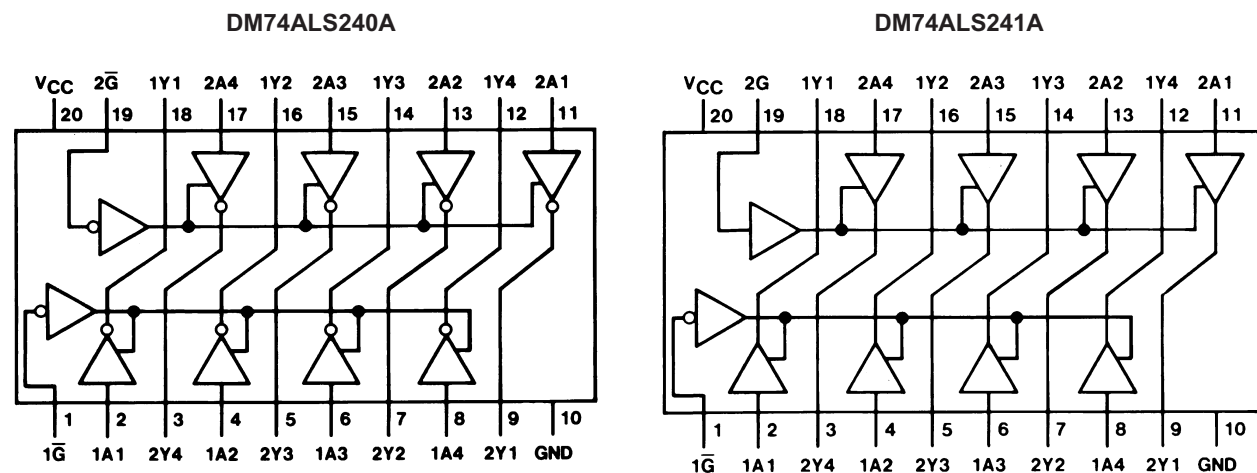 DM74ALS240A
VCC 2G̅ 1Y1 2A4 1Y2 2A3 1Y3 2A2 1Y4 2A1
20 19 18 17 16 15 14 13 12 11
1 2 3 4 5 6 7 8 9 10
1G̅ 1A1 2Y4 1A2 2Y3 1A3 2Y2 1A4 2Y1 GND
DM74ALS241A
VCC 2G 1Y1 2A4 1Y2 2A3 1Y3 2A2 1Y4 2A1
20 19 18 17 16 15 14 13 12 11
1 2 3 4 5 6 7 8 9 10
1G̅ 1A1 2Y4 1A2 2Y3 1A3 2Y2 1A4 2Y1 GND